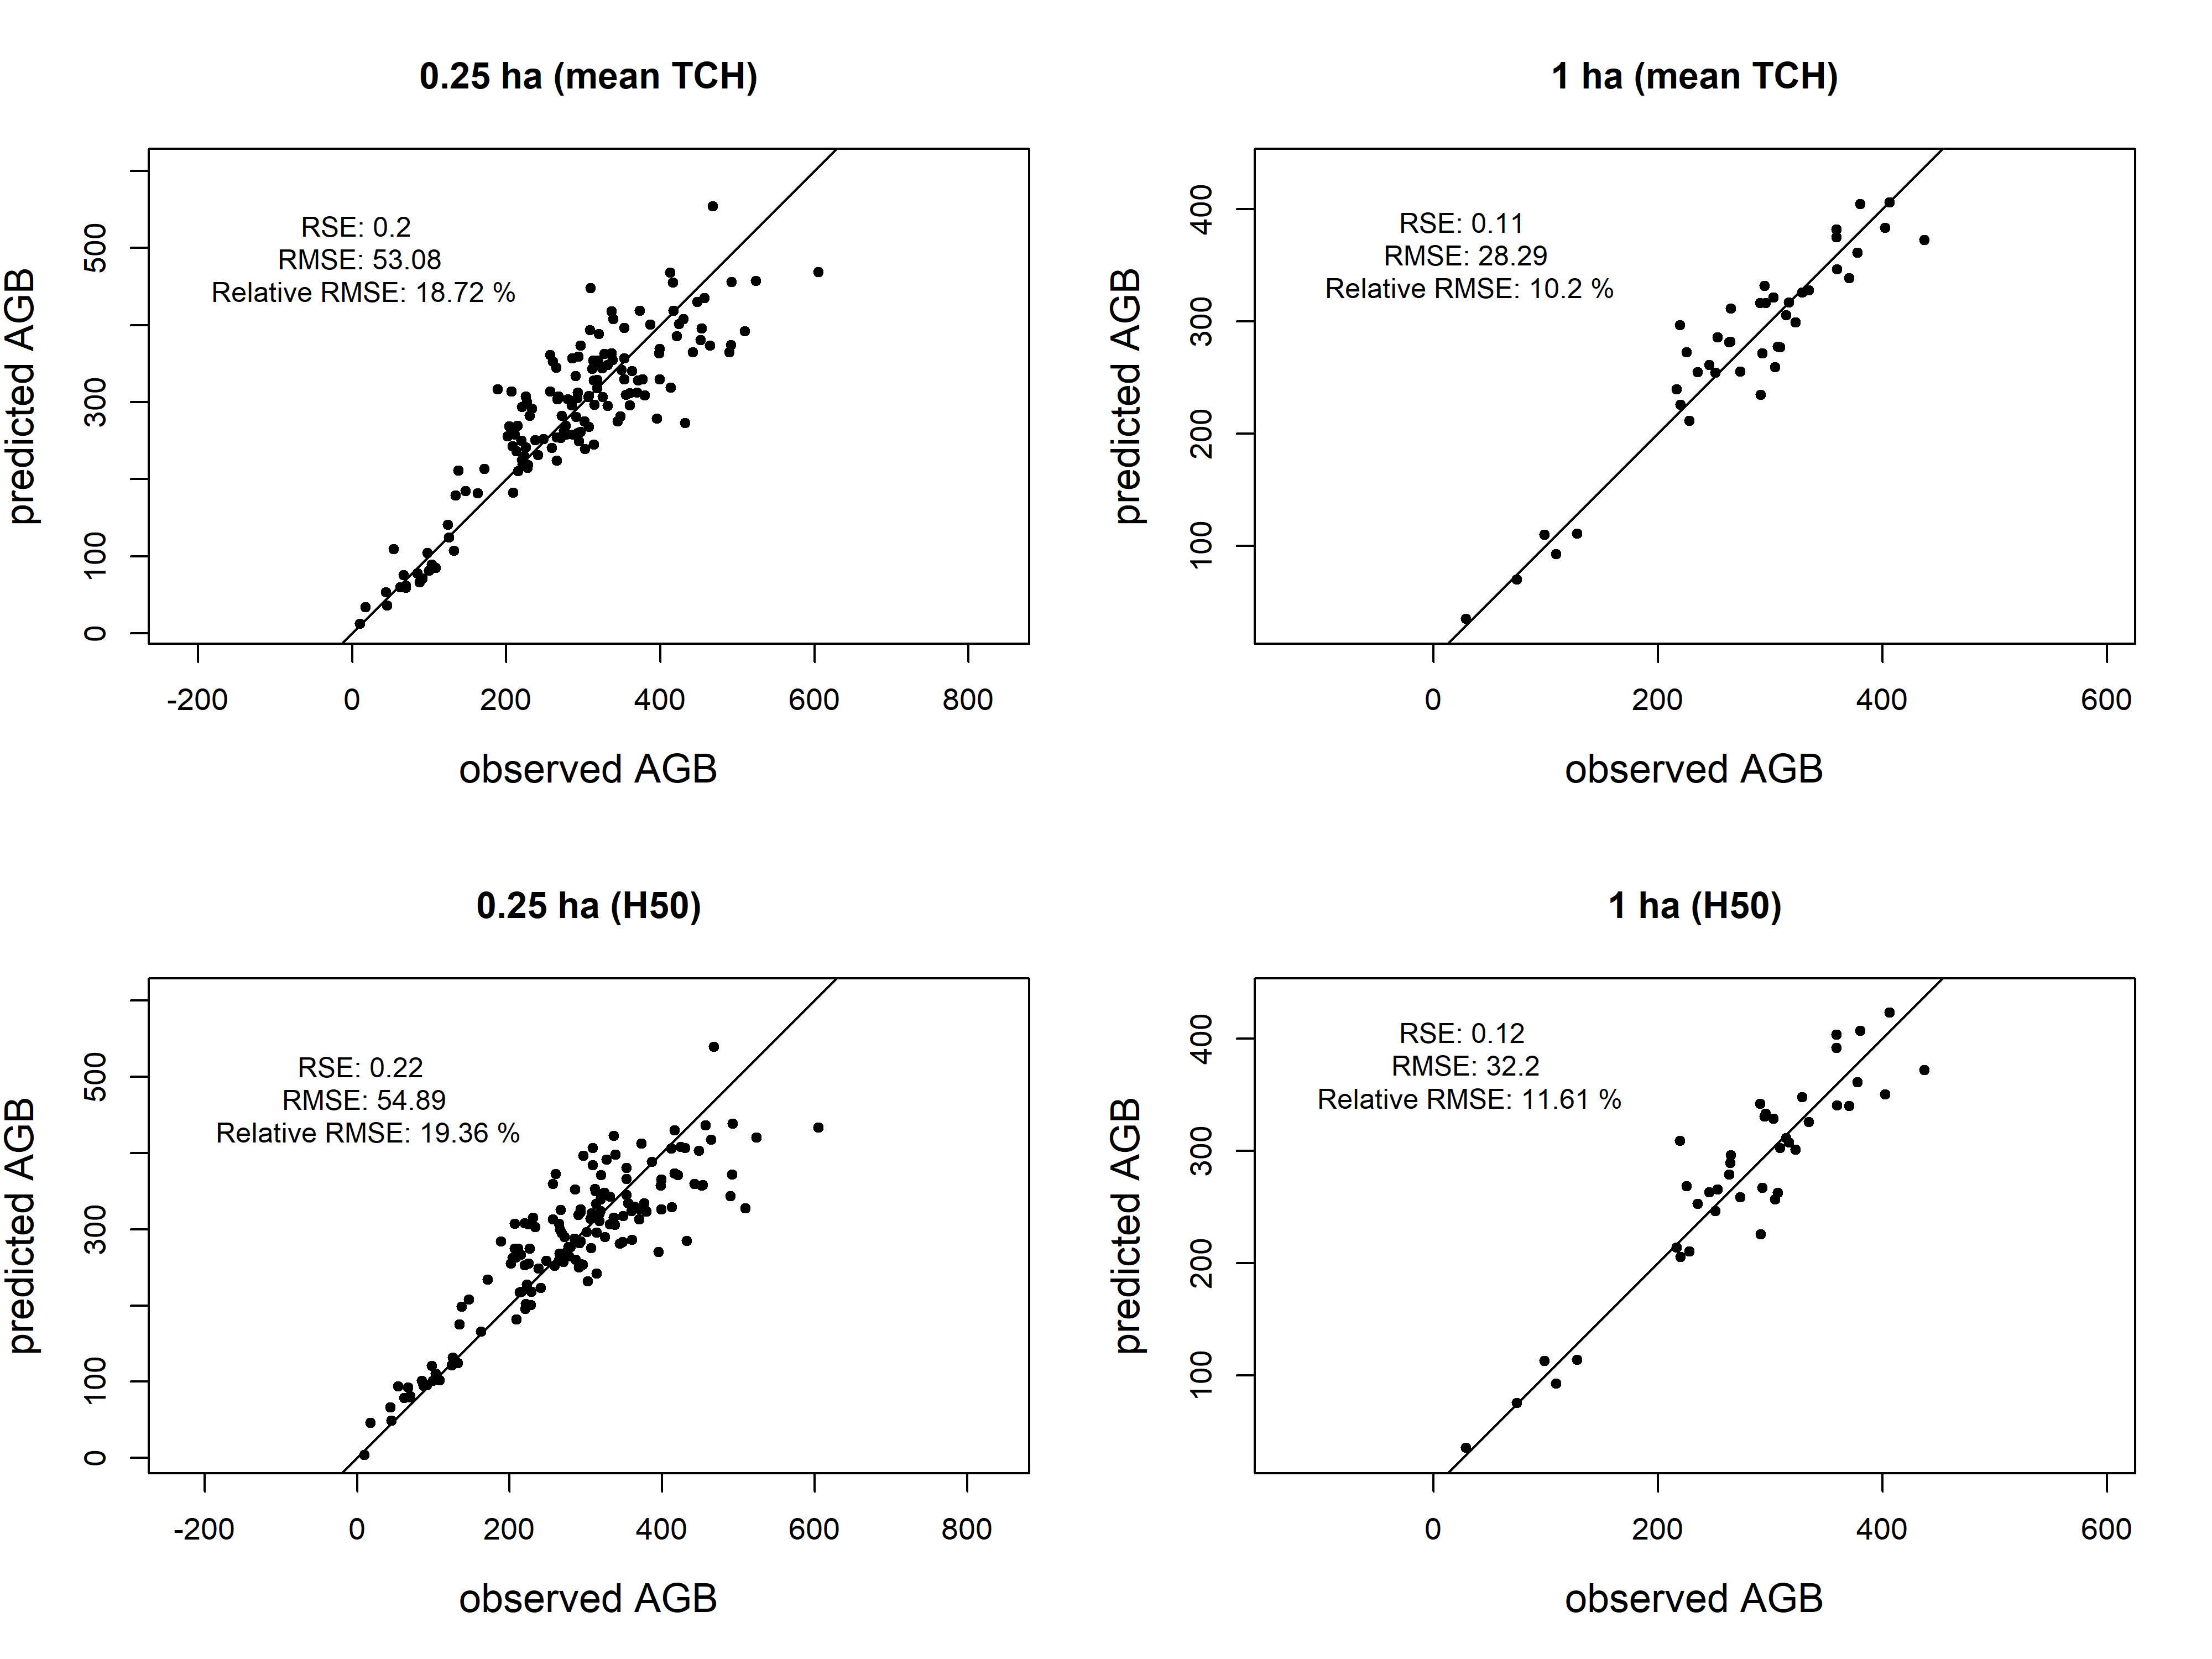 0.25 ha (mean TCH)
RSE: 0.2
RMSE: 53.08
Relative RMSE: 18.72 %
predicted AGB
0 100 300 500
-200 0 200 400 600 800
observed AGB
1 ha (mean TCH)
RSE: 0.11
RMSE: 28.29
Relative RMSE: 10.2 %
predicted AGB
100 200 300 400
0 200 400 600
observed AGB
0.25 ha (H50)
RSE: 0.22
RMSE: 54.89
Relative RMSE: 19.36 %
predicted AGB
0 100 300 500
-200 0 200 400 600 800
observed AGB
1 ha (H50)
RSE: 0.12
RMSE: 32.2
Relative RMSE: 11.61 %
predicted AGB
100 200 300 400
0 200 400 600
observed AGB